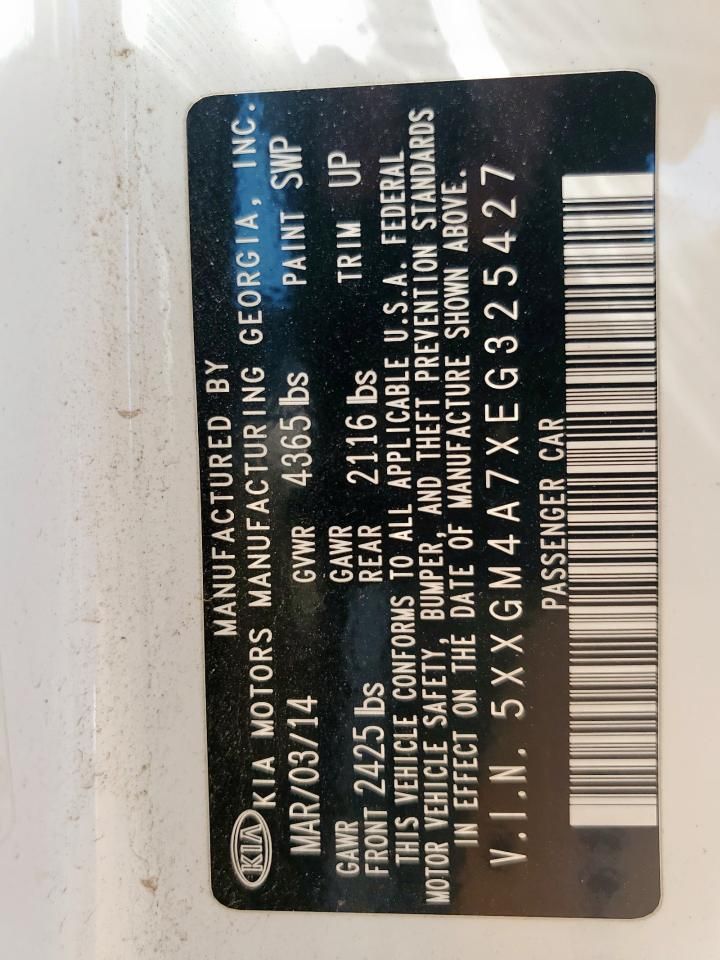 MANUFACTURED BY
KIA KIA MOTORS MANUFACTURING GEORGIA, INC.
MAR/03/14 GVWR 4365 lbs PAINT SWP
GAWR GAWR
FRONT 2425 lbs REAR 2116 lbs TRIM UP
THIS VEHICLE CONFORMS TO ALL APPLICABLE U.S.A. FEDERAL
MOTOR VEHICLE SAFETY, BUMPER, AND THEFT PREVENTION STANDARDS
IN EFFECT ON THE DATE OF MANUFACTURE SHOWN ABOVE.
V.I.N. 5XXGM4A7XEG325427
PASSENGER CAR